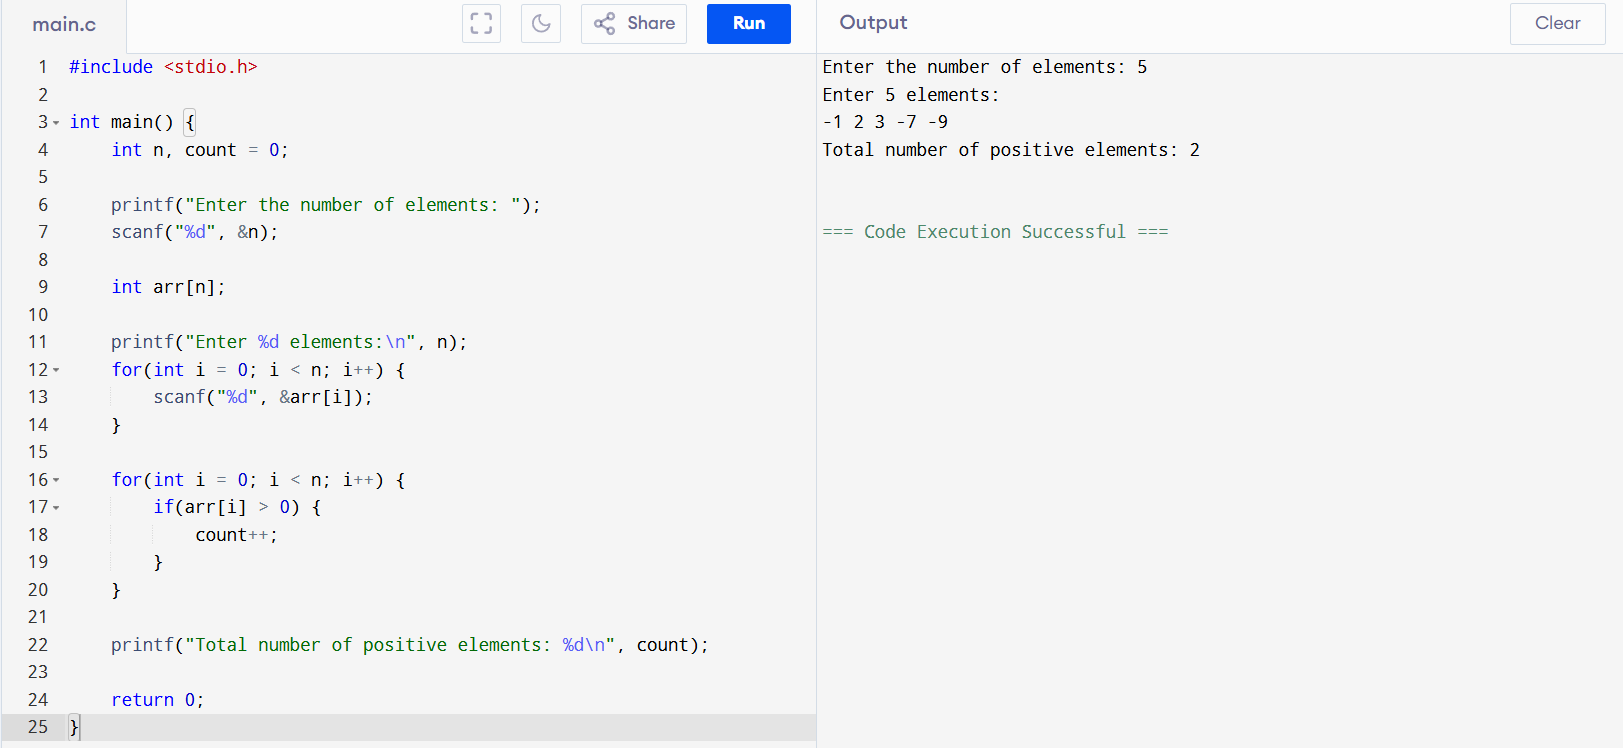 main.c
Share
Run
Output
Clear
1 #include <stdio.h>
2
3 int main() {
4     int n, count = 0;
5
6     printf("Enter the number of elements: ");
7     scanf("%d", &n);
8
9     int arr[n];
10
11     printf("Enter %d elements:\n", n);
12     for(int i = 0; i < n; i++) {
13         scanf("%d", &arr[i]);
14     }
15
16     for(int i = 0; i < n; i++) {
17         if(arr[i] > 0) {
18             count++;
19         }
20     }
21
22     printf("Total number of positive elements: %d\n", count);
23
24     return 0;
25 }
Enter the number of elements: 5
Enter 5 elements:
-1 2 3 -7 -9
Total number of positive elements: 2
=== Code Execution Successful ===